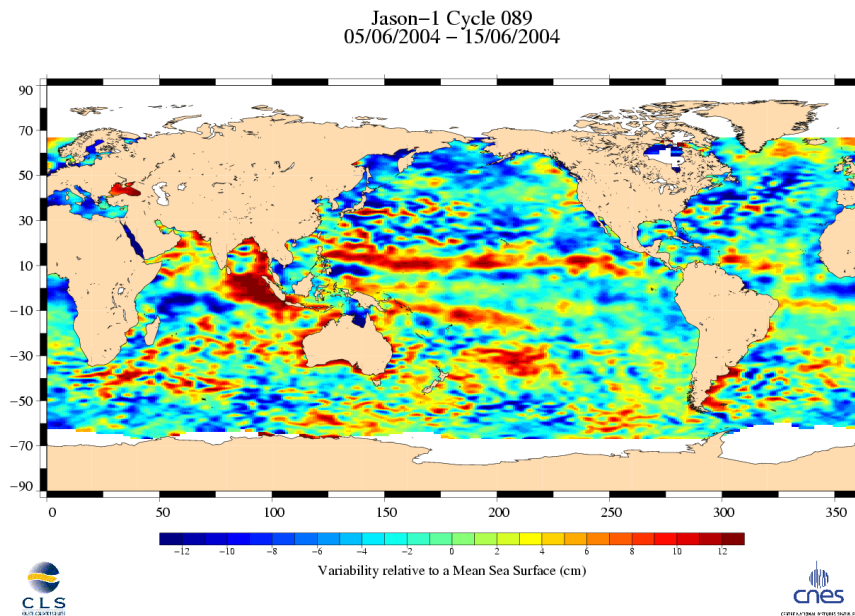 Jason−1 Cycle 089
05/06/2004 − 15/06/2004
90
70
50
30
10
−10
−30
−50
−70
−90
0 50 100 150 200 250 300 350
−12 −10 −8 −6 −4 −2 0 2 4 6 8 10 12
Variability relative to a Mean Sea Surface (cm)
CLS
cnes